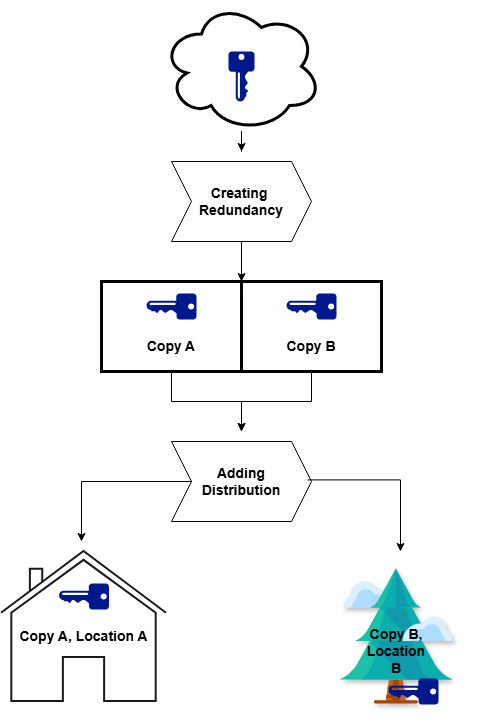 Creating
Redundancy
Copy A
Copy B
Adding
Distribution
Copy A, Location A
Copy B,
Location
B